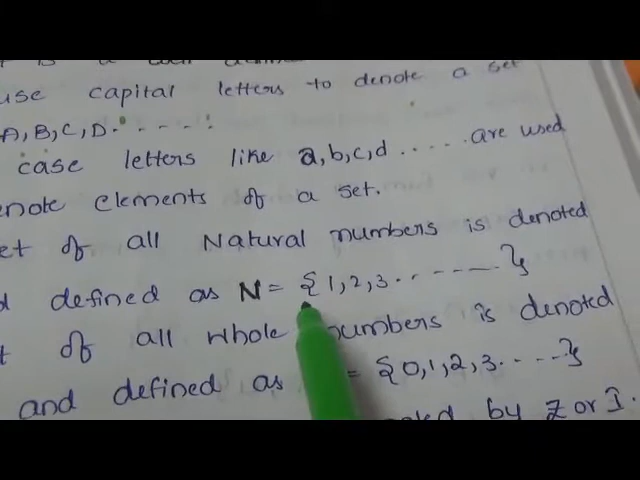 use capital letters to denote a set
A, B, C, D. - - - - :
case letters like a, b, c, d ..... are used
enote elements of a set.
et of all Natural numbers is denoted
d defined as N = {1, 2, 3. - - - - - }
t of all whole numbers is denoted
and defined as = {0, 1, 2, 3. - - - }
by Z or I.